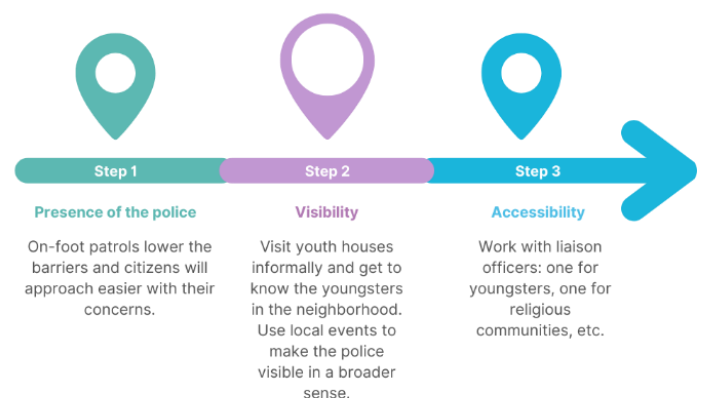 Step 1
Step 2
Step 3
Presence of the police
On-foot patrols lower the
barriers and citizens will
approach easier with their
concerns.
Visibility
Visit youth houses
informally and get to
know the youngsters
in the neighborhood.
Use local events to
make the police
visible in a broader
sense.
Accessibility
Work with liaison
officers: one for
youngsters, one for
religious
communities, etc.